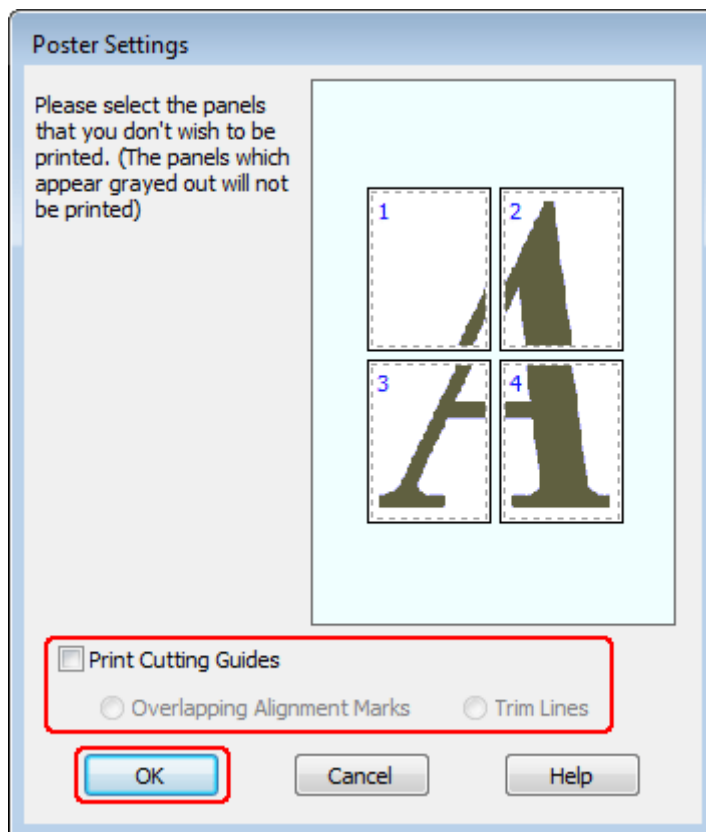 Poster Settings
Please select the panels
that you don't wish to be
printed. (The panels which
appear grayed out will not
be printed)
1
2
3
4
A
Print Cutting Guides
Overlapping Alignment Marks
Trim Lines
OK
Cancel
Help